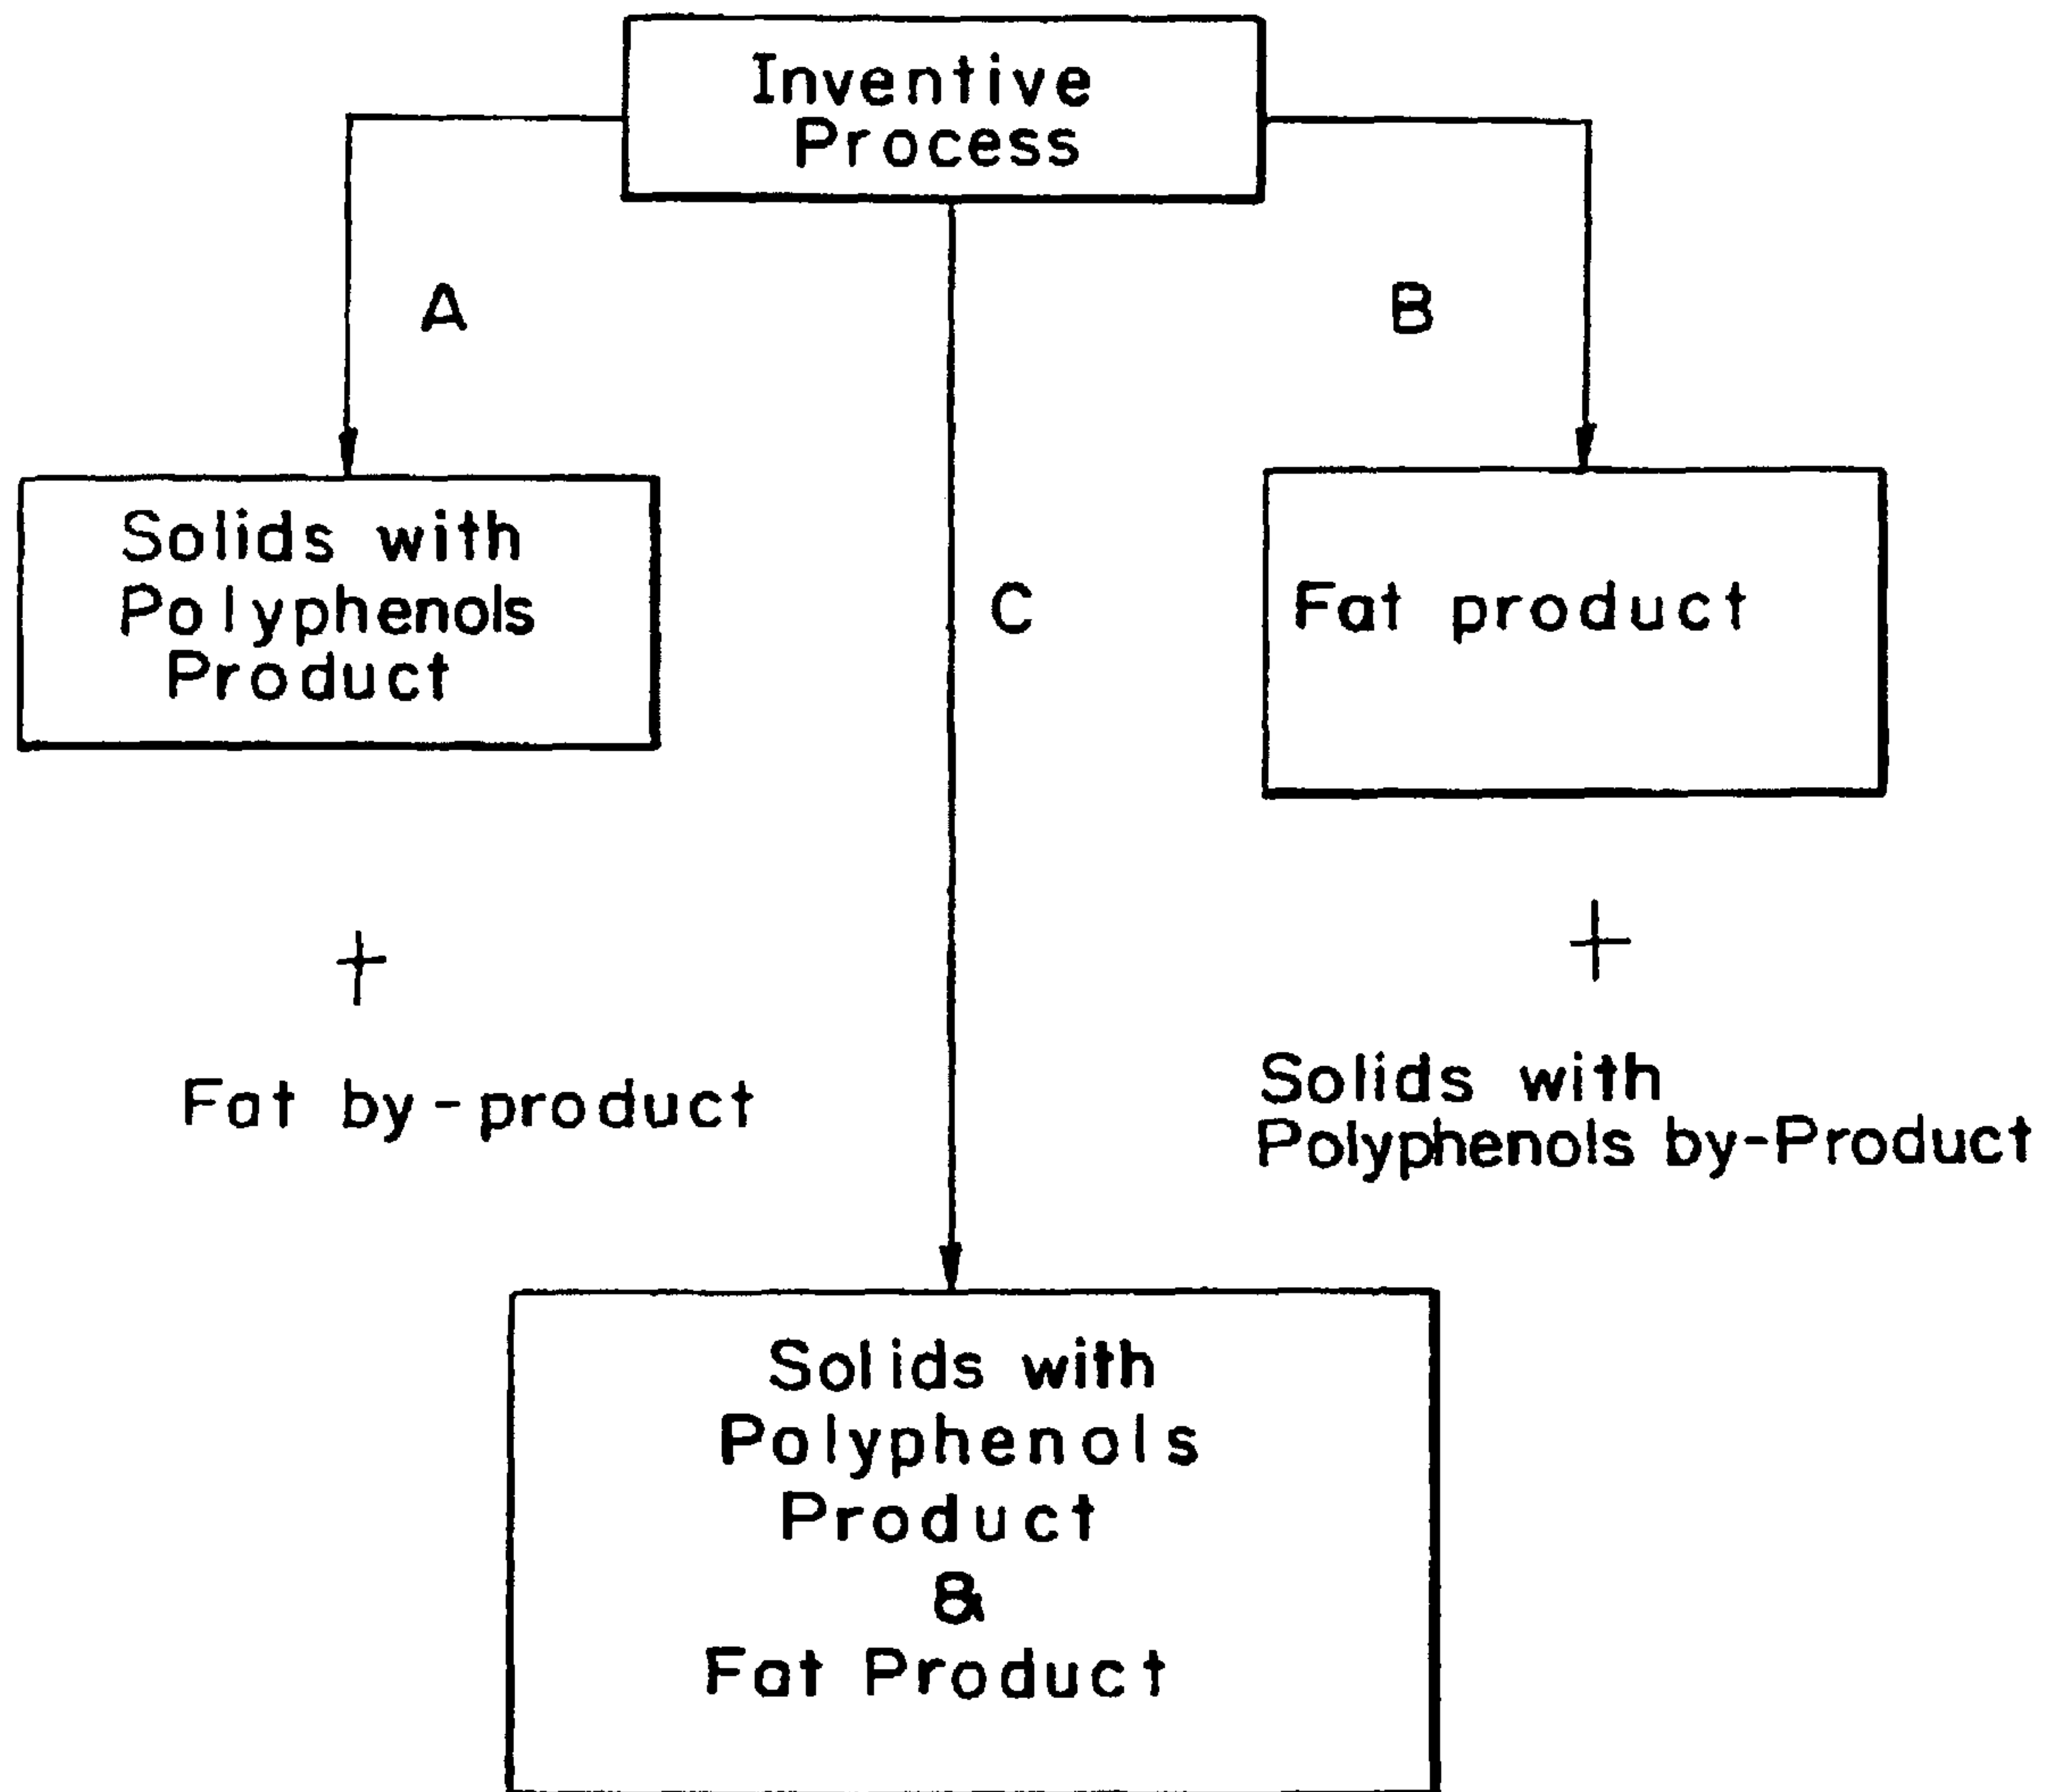 Inventive
Process
A
B
Solids with
Polyphenols
Product
C
Fat product
+
+
Fat by-product
Solids with
Polyphenols by-Product
Solids with
Polyphenols
Product
&
Fat Product